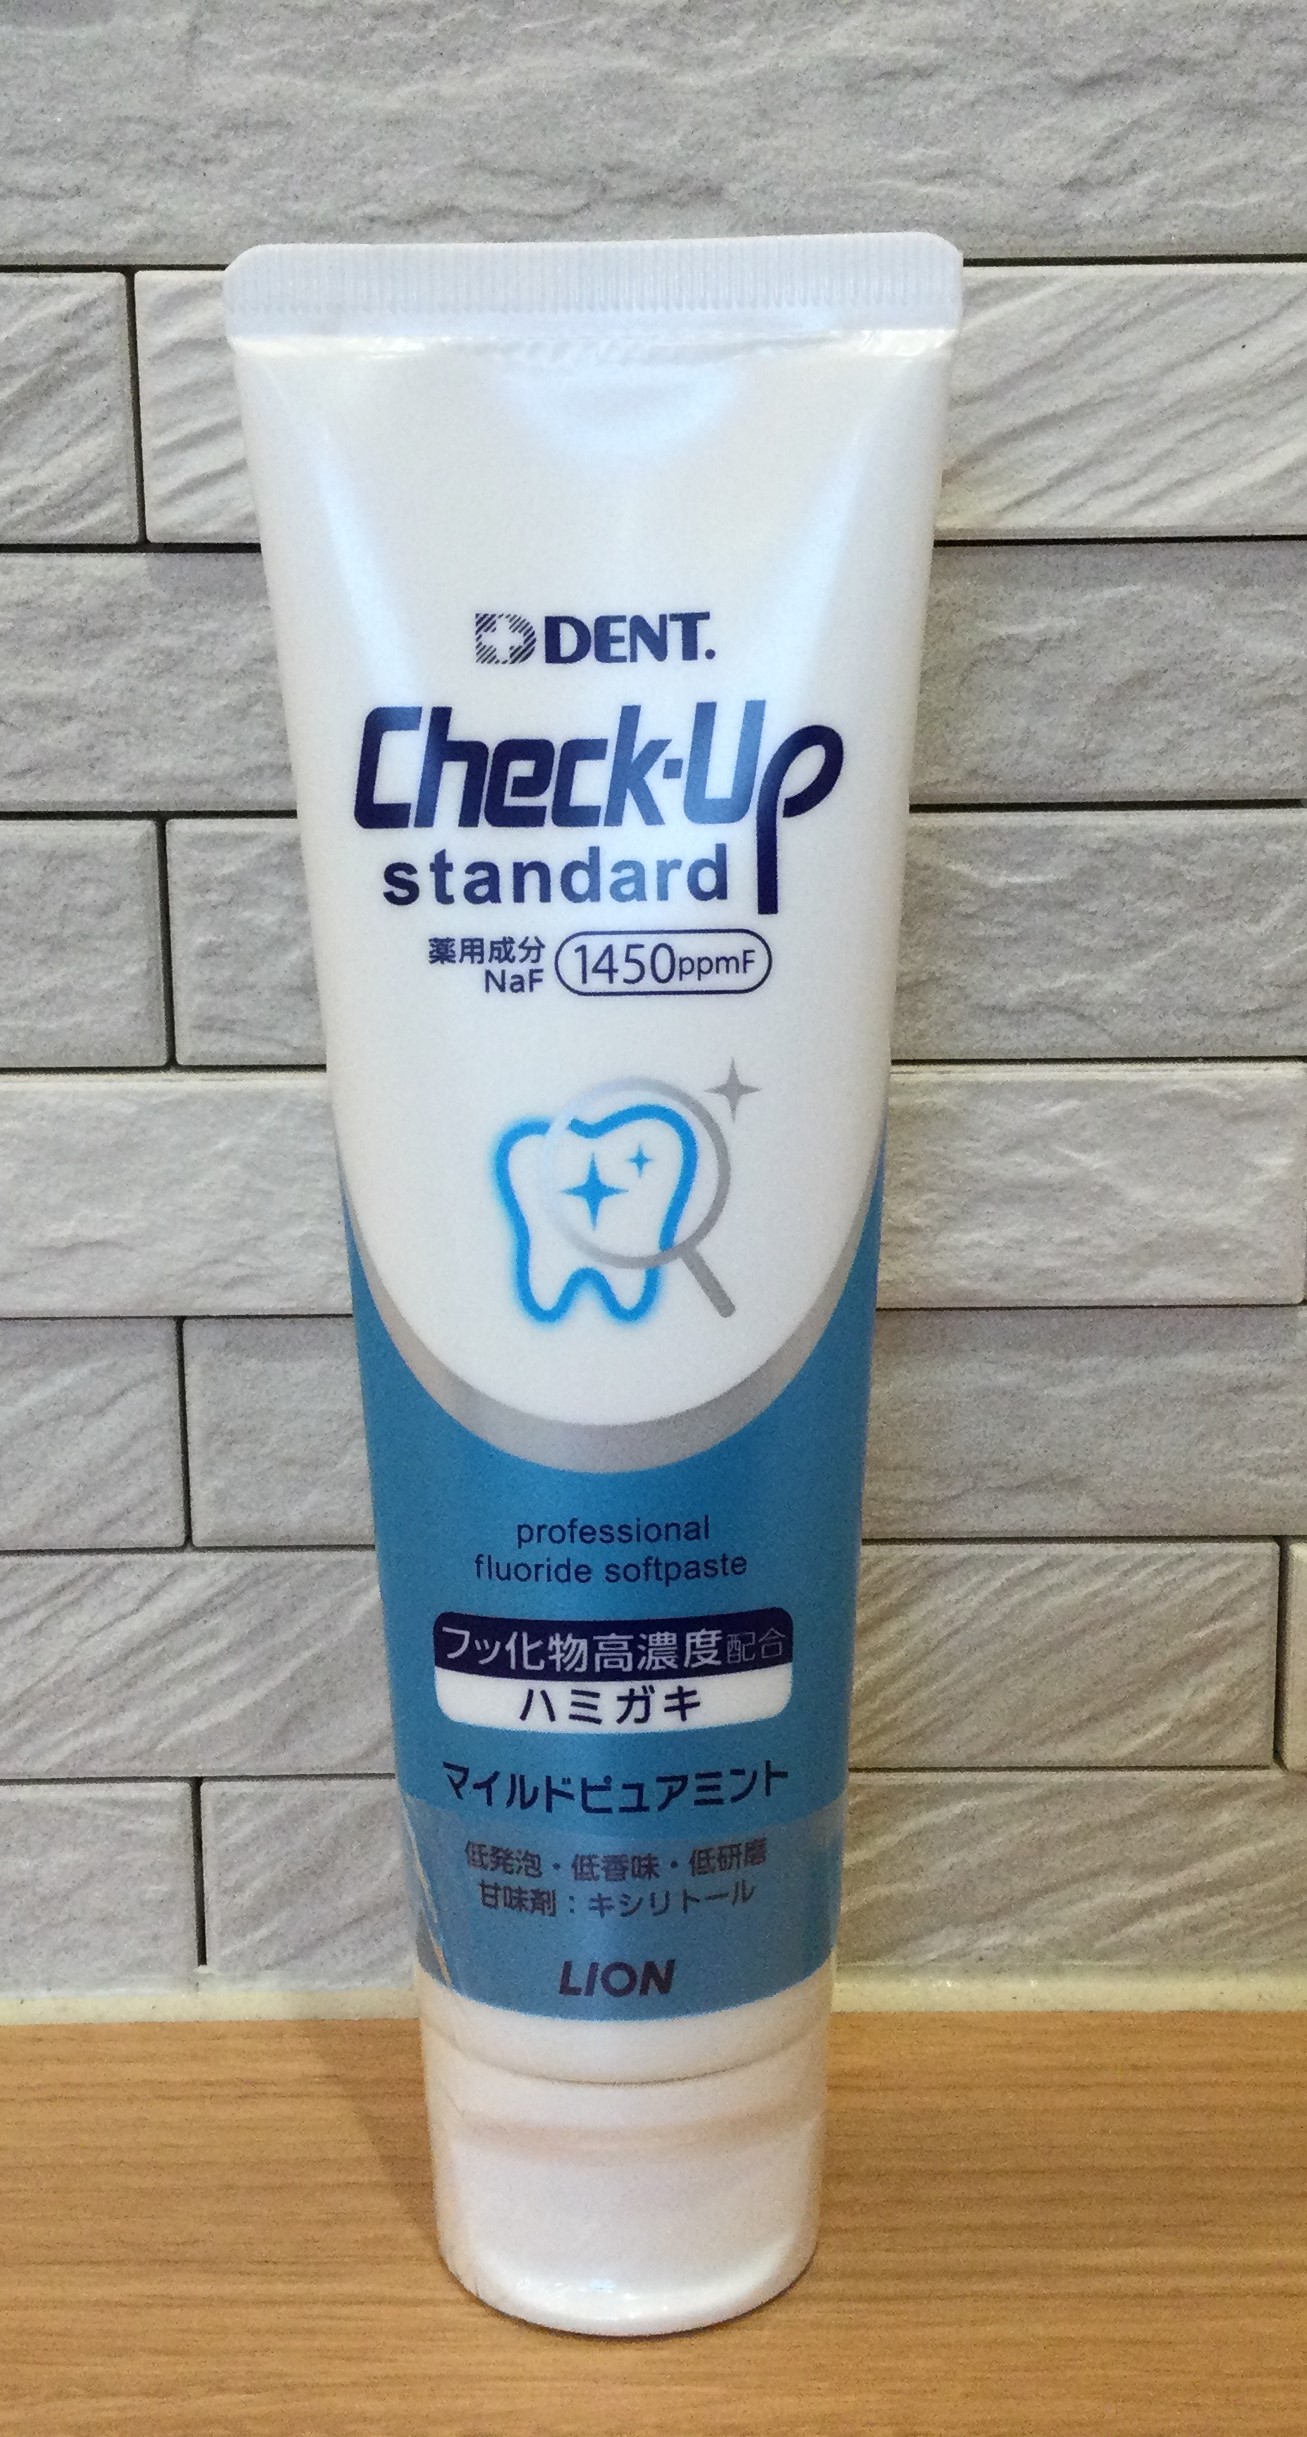 DENT.
Check-Up
standard
薬用成分
NaF
1450ppmF
professional
fluoride softpaste
フッ化物高濃度配合
ハミガキ
マイルドピュアミント
低発泡・低香味・低研磨
甘味剤：キシリトール
LION